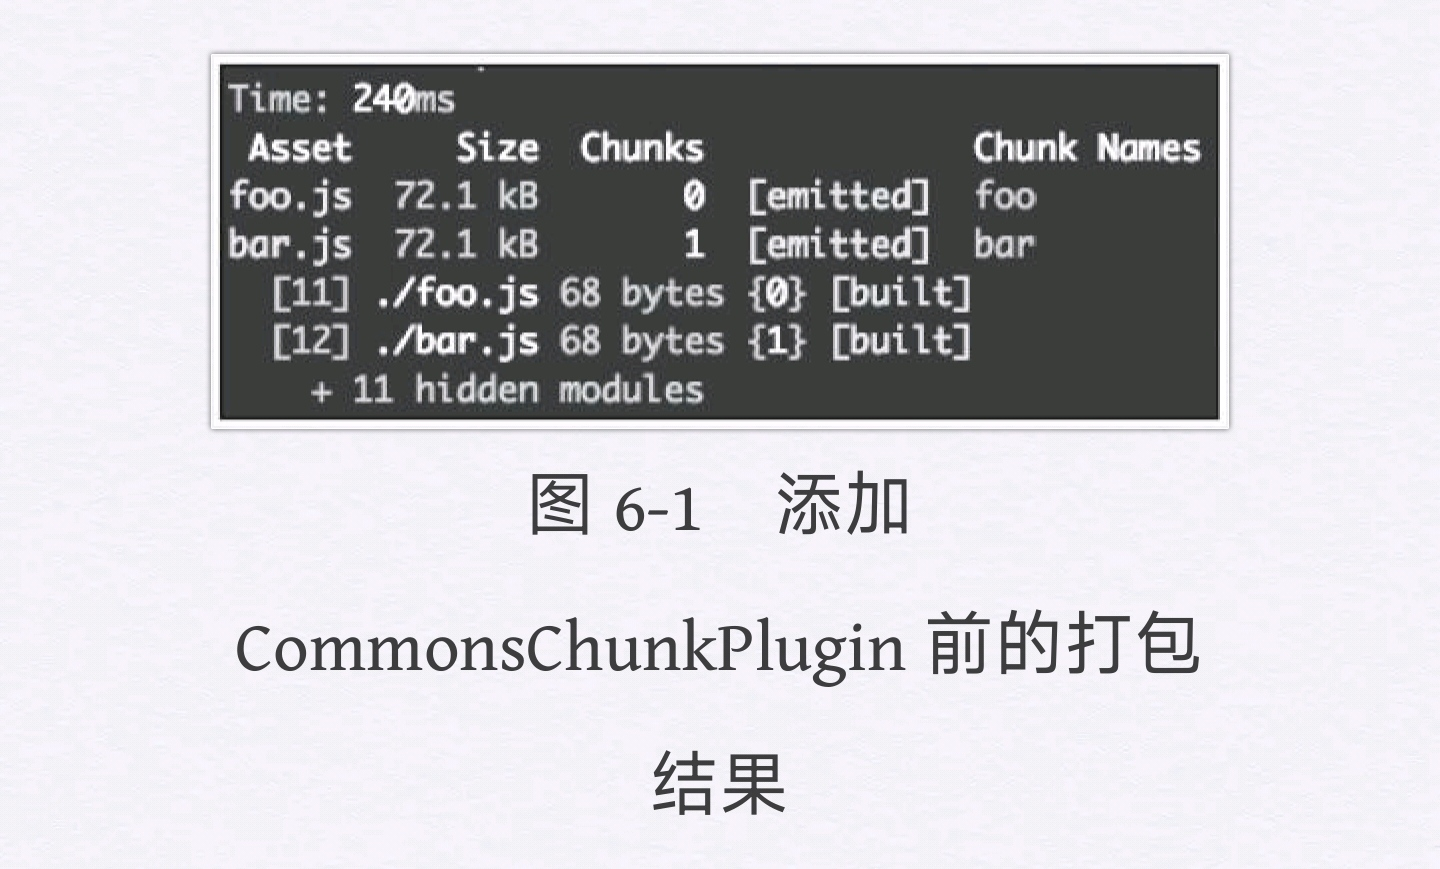 Time: 240ms
Asset Size Chunks Chunk Names
foo.js 72.1 kB 0 [emitted] foo
bar.js 72.1 kB 1 [emitted] bar
[11] ./foo.js 68 bytes {0} [built]
[12] ./bar.js 68 bytes {1} [built]
+ 11 hidden modules
图 6-1 添加
CommonsChunkPlugin 前的打包
结果